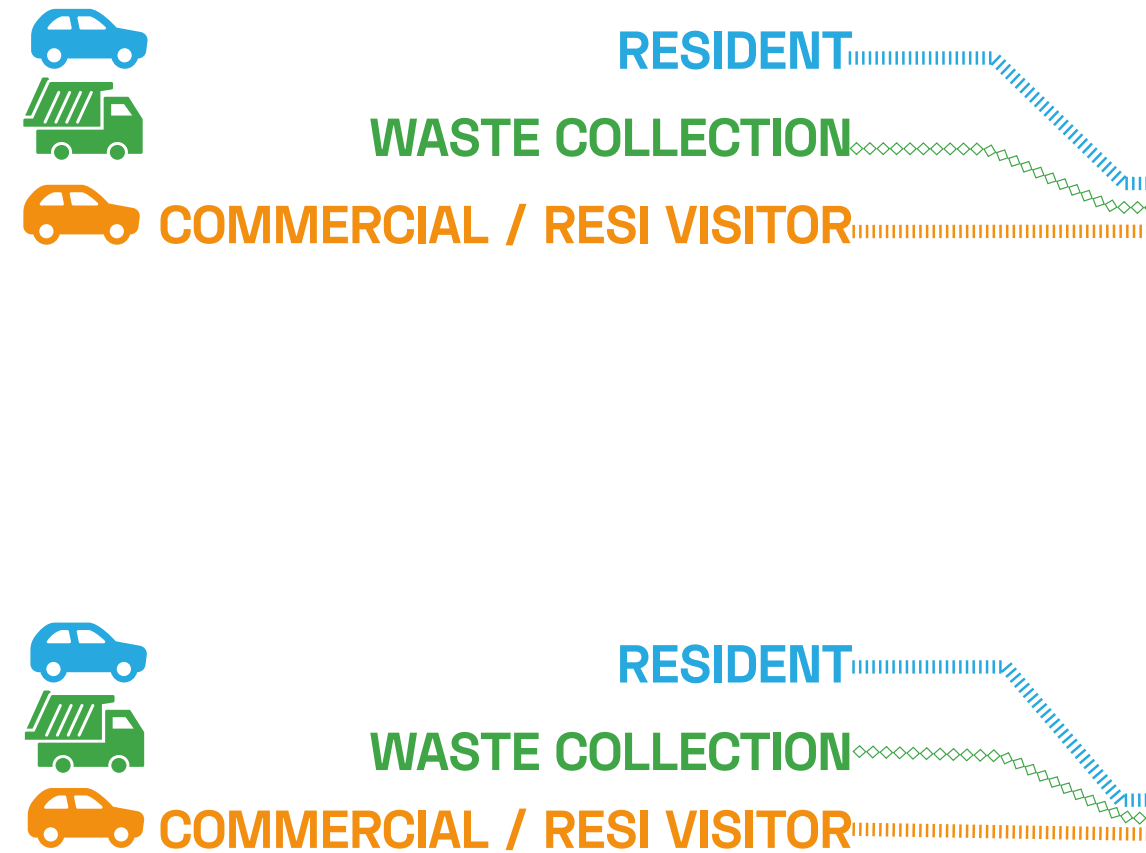 RESIDENT
WASTE COLLECTION
COMMERCIAL / RESI VISITOR
RESIDENT
WASTE COLLECTION
COMMERCIAL / RESI VISITOR